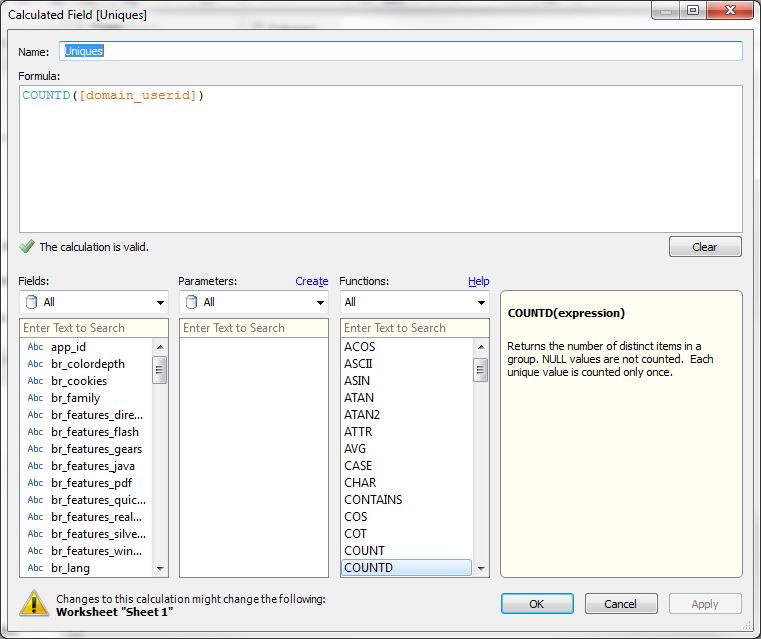 Calculated Field [Uniques]
Name: Uniques
Formula:
COUNTD([domain_userid])
The calculation is valid.
Clear
Fields: Parameters: Create Functions: Help
All All All
Enter Text to Search Enter Text to Search Enter Text to Search
Abc app_id
Abc br_colordepth
Abc br_cookies
Abc br_family
Abc br_features_dire...
Abc br_features_flash
Abc br_features_gears
Abc br_features_java
Abc br_features_pdf
Abc br_features_quic...
Abc br_features_real...
Abc br_features_silve...
Abc br_features_win...
Abc br_lang
ACOS
ASCII
ASIN
ATAN
ATAN2
ATTR
AVG
CASE
CHAR
CONTAINS
COS
COT
COUNT
COUNTD
COUNTD(expression)
Returns the number of distinct items in a
group. NULL values are not counted. Each
unique value is counted only once.
Changes to this calculation might change the following:
Worksheet "Sheet 1"
OK Cancel Apply